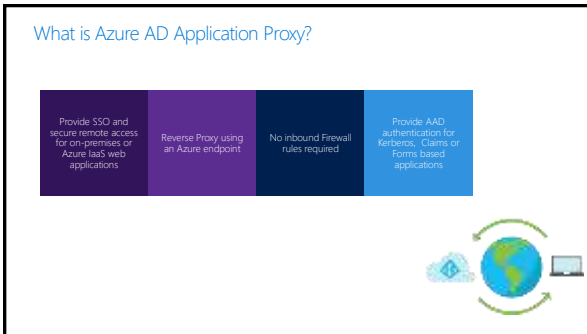 What is Azure AD Application Proxy?
Provide SSO and
secure remote access
for on-premises or
Azure IaaS web
applications
Reverse Proxy using
an Azure endpoint
No inbound Firewall
rules required
Provide AAD
authentication for
Kerberos, Claims or
Forms based
applications